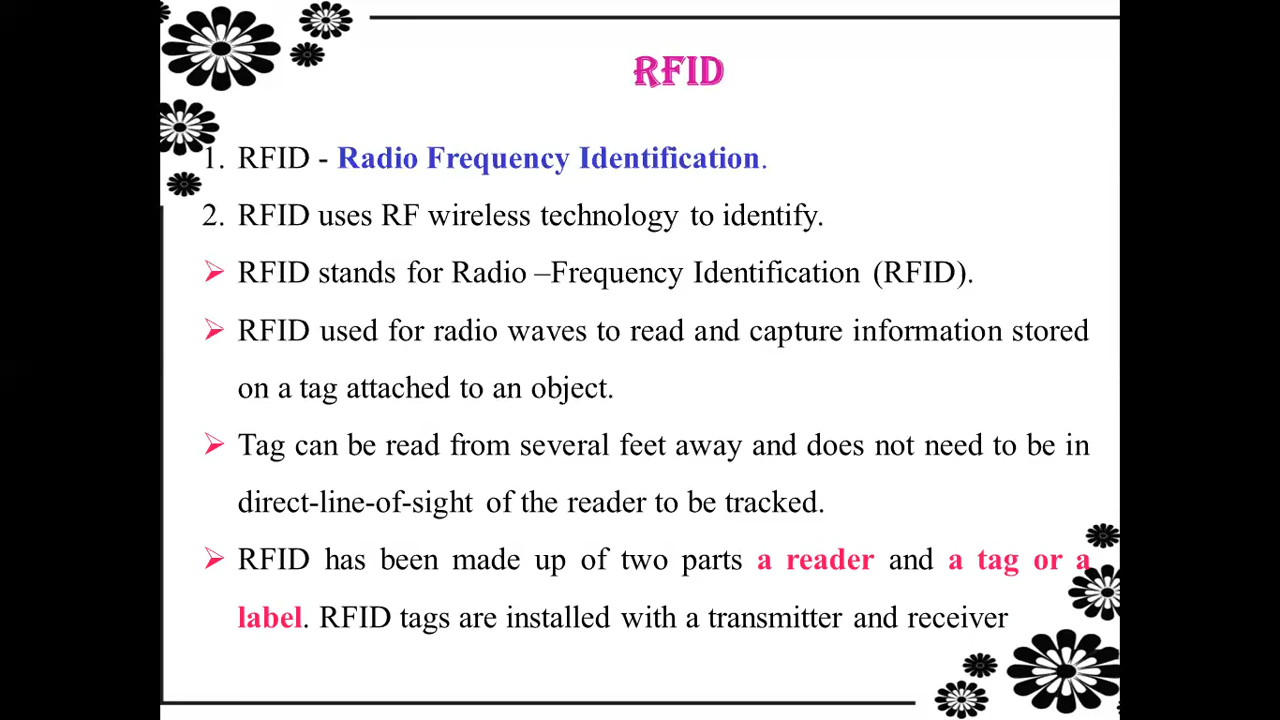 RFID
1. RFID - Radio Frequency Identification.
2. RFID uses RF wireless technology to identify.
➢ RFID stands for Radio –Frequency Identification (RFID).
➢ RFID used for radio waves to read and capture information stored
on a tag attached to an object.
➢ Tag can be read from several feet away and does not need to be in
direct-line-of-sight of the reader to be tracked.
➢ RFID has been made up of two parts a reader and a tag or a
label. RFID tags are installed with a transmitter and receiver